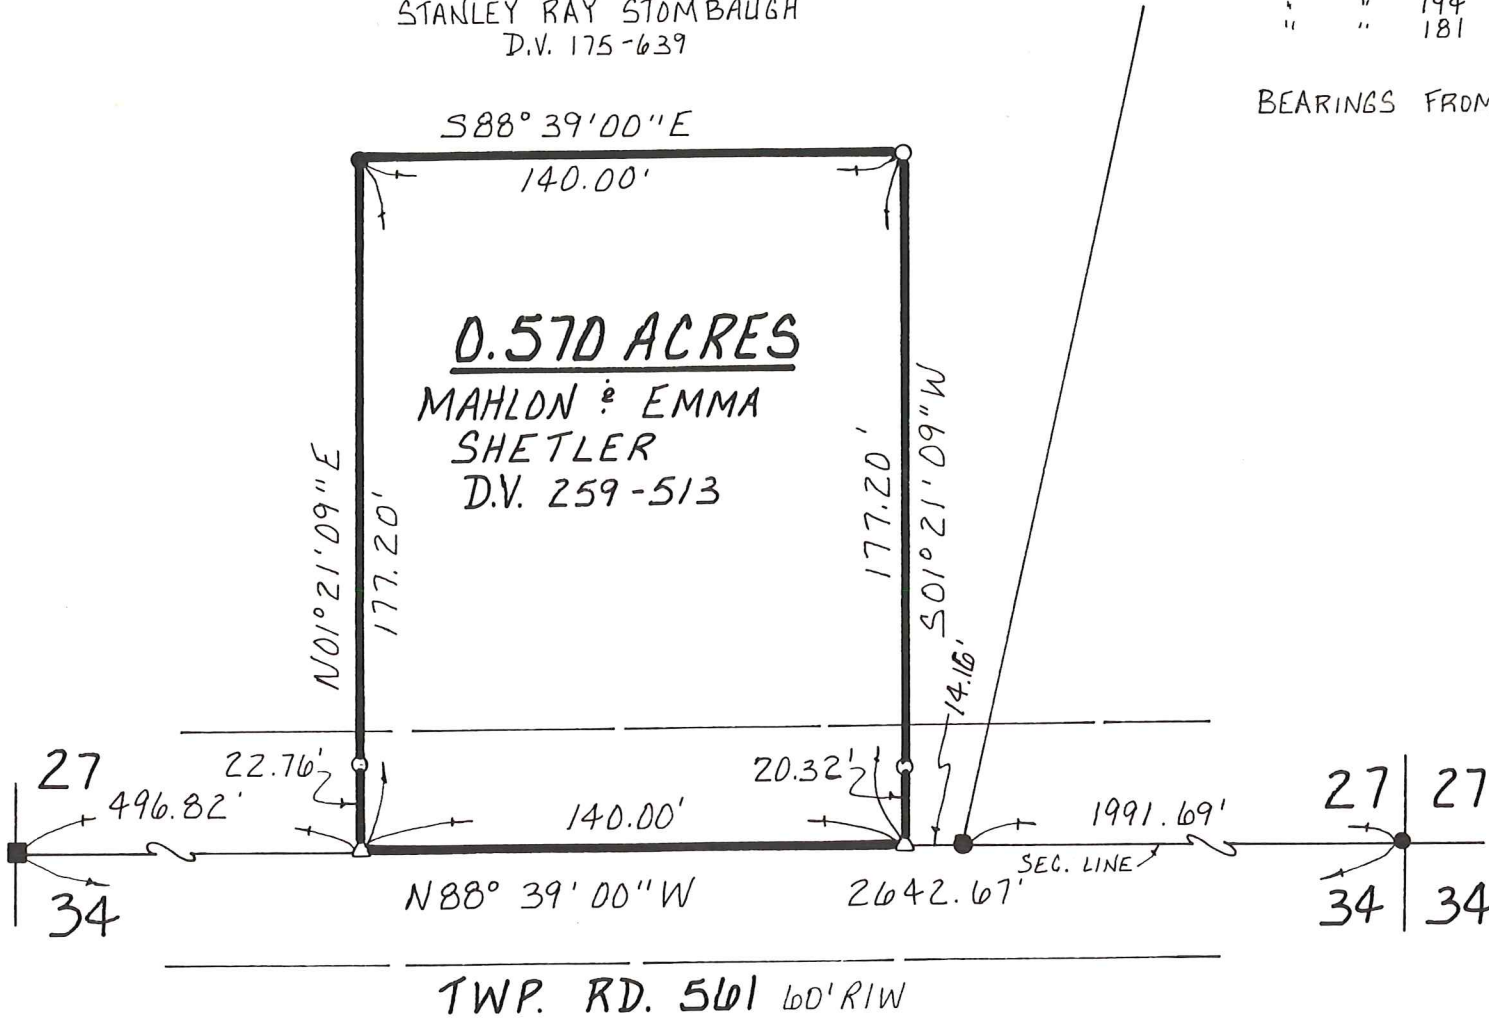 STANLEY RAY STOMBAUGH
D.V. 175-639
" " 194
" " 181
BEARINGS FROM
S88° 39'00"E
140.00'
0.570 ACRES
MAHLON & EMMA
SHETLER
D.V. 259-513
N01° 21'09" E
177.20'
177.20'
S01° 21'09" W
14.16'
27
496.82'
22.76'
20.32'
140.00'
1991.69'
27
27
SEC. LINE
34
N88° 39' 00" W
2642.67'
34
34
TWP. RD. 561 60' R/W